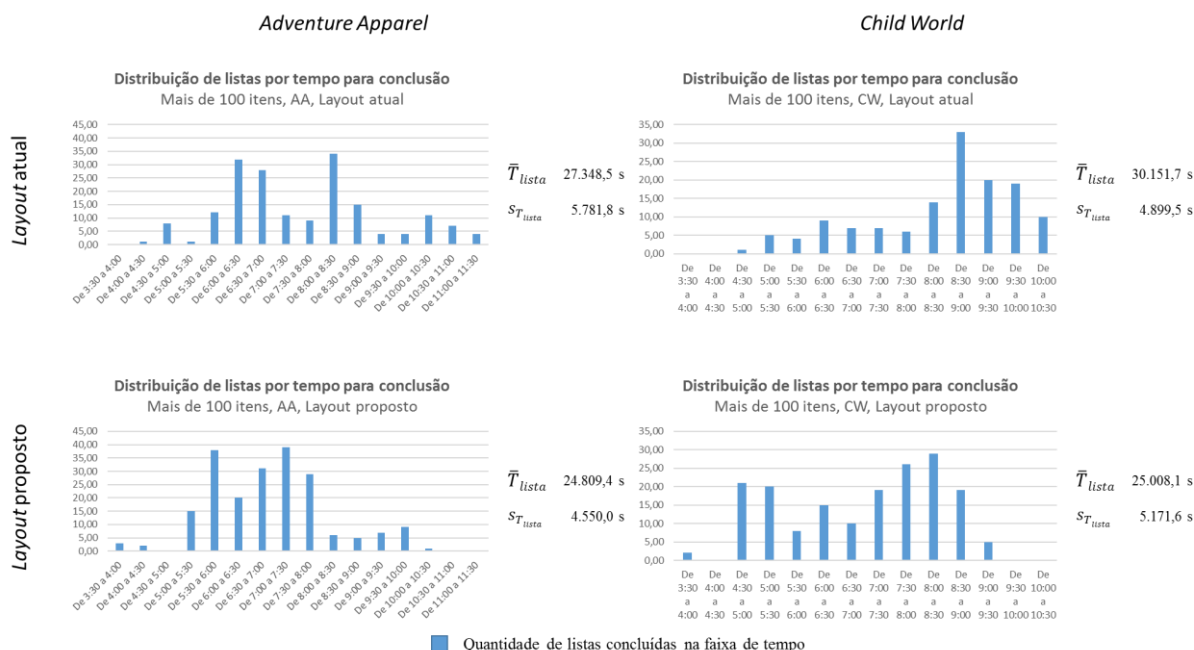 Adventure Apparel
Child World
Layout atual
Distribuição de listas por tempo para conclusão
Mais de 100 itens, AA, Layout atual
45,00
40,00
35,00
30,00
25,00
20,00
15,00
10,00
5,00
0,00
De 3:30 a 4:00
De 4:00 a 4:30
De 4:30 a 5:00
De 5:00 a 5:30
De 5:30 a 6:00
De 6:00 a 6:30
De 6:30 a 7:00
De 7:00 a 7:30
De 7:30 a 8:00
De 8:00 a 8:30
De 8:30 a 9:00
De 9:00 a 9:30
De 9:30 a 10:00
De 10:00 a 10:30
De 10:30 a 11:00
De 11:00 a 11:30
T̄lista 27.348,5 s
sTlista 5.781,8 s
Distribuição de listas por tempo para conclusão
Mais de 100 itens, CW, Layout atual
35,00
30,00
25,00
20,00
15,00
10,00
5,00
0,00
De De De De De De De De De De De De De De
3:30 4:00 4:30 5:00 5:30 6:00 6:30 7:00 7:30 8:00 8:30 9:00 9:30 10:00
a a a a a a a a a a a a a a
4:00 4:30 5:00 5:30 6:00 6:30 7:00 7:30 8:00 8:30 9:00 9:30 10:00 10:30
T̄lista 30.151,7 s
sTlista 4.899,5 s
Layout proposto
Distribuição de listas por tempo para conclusão
Mais de 100 itens, AA, Layout proposto
45,00
40,00
35,00
30,00
25,00
20,00
15,00
10,00
5,00
0,00
De 3:30 a 4:00
De 4:00 a 4:30
De 4:30 a 5:00
De 5:00 a 5:30
De 5:30 a 6:00
De 6:00 a 6:30
De 6:30 a 7:00
De 7:00 a 7:30
De 7:30 a 8:00
De 8:00 a 8:30
De 8:30 a 9:00
De 9:00 a 9:30
De 9:30 a 10:00
De 10:00 a 10:30
De 10:30 a 11:00
De 11:00 a 11:30
T̄lista 24.809,4 s
sTlista 4.550,0 s
Distribuição de listas por tempo para conclusão
Mais de 100 itens, CW, Layout proposto
35,00
30,00
25,00
20,00
15,00
10,00
5,00
0,00
De De De De De De De De De De De De De De
3:30 4:00 4:30 5:00 5:30 6:00 6:30 7:00 7:30 8:00 8:30 9:00 9:30 10:00
a a a a a a a a a a a a a a
4:00 4:30 5:00 5:30 6:00 6:30 7:00 7:30 8:00 8:30 9:00 9:30 10:00 10:30
T̄lista 25.008,1 s
sTlista 5.171,6 s
Quantidade de listas concluídas na faixa de tempo